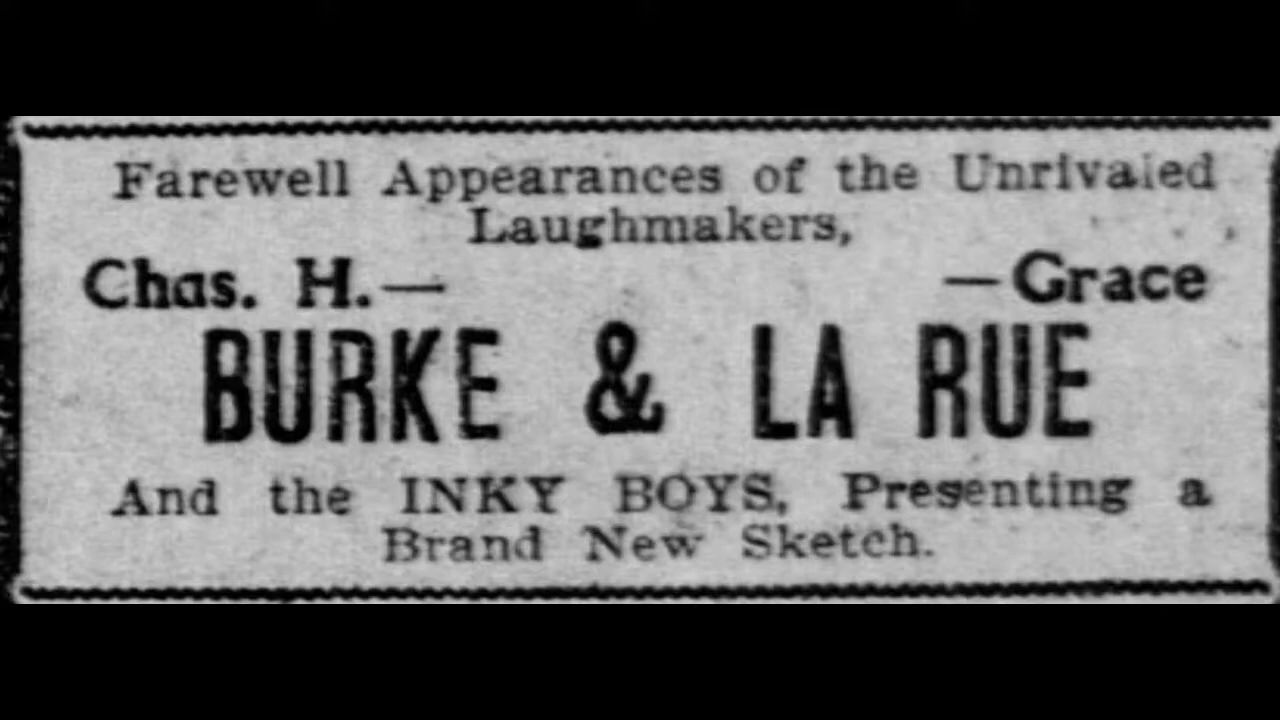 Farewell Appearances of the Unrivaled
Laughmakers,
Chas. H.— —Grace
BURKE & LA RUE
And the INKY BOYS, Presenting a
Brand New Sketch.